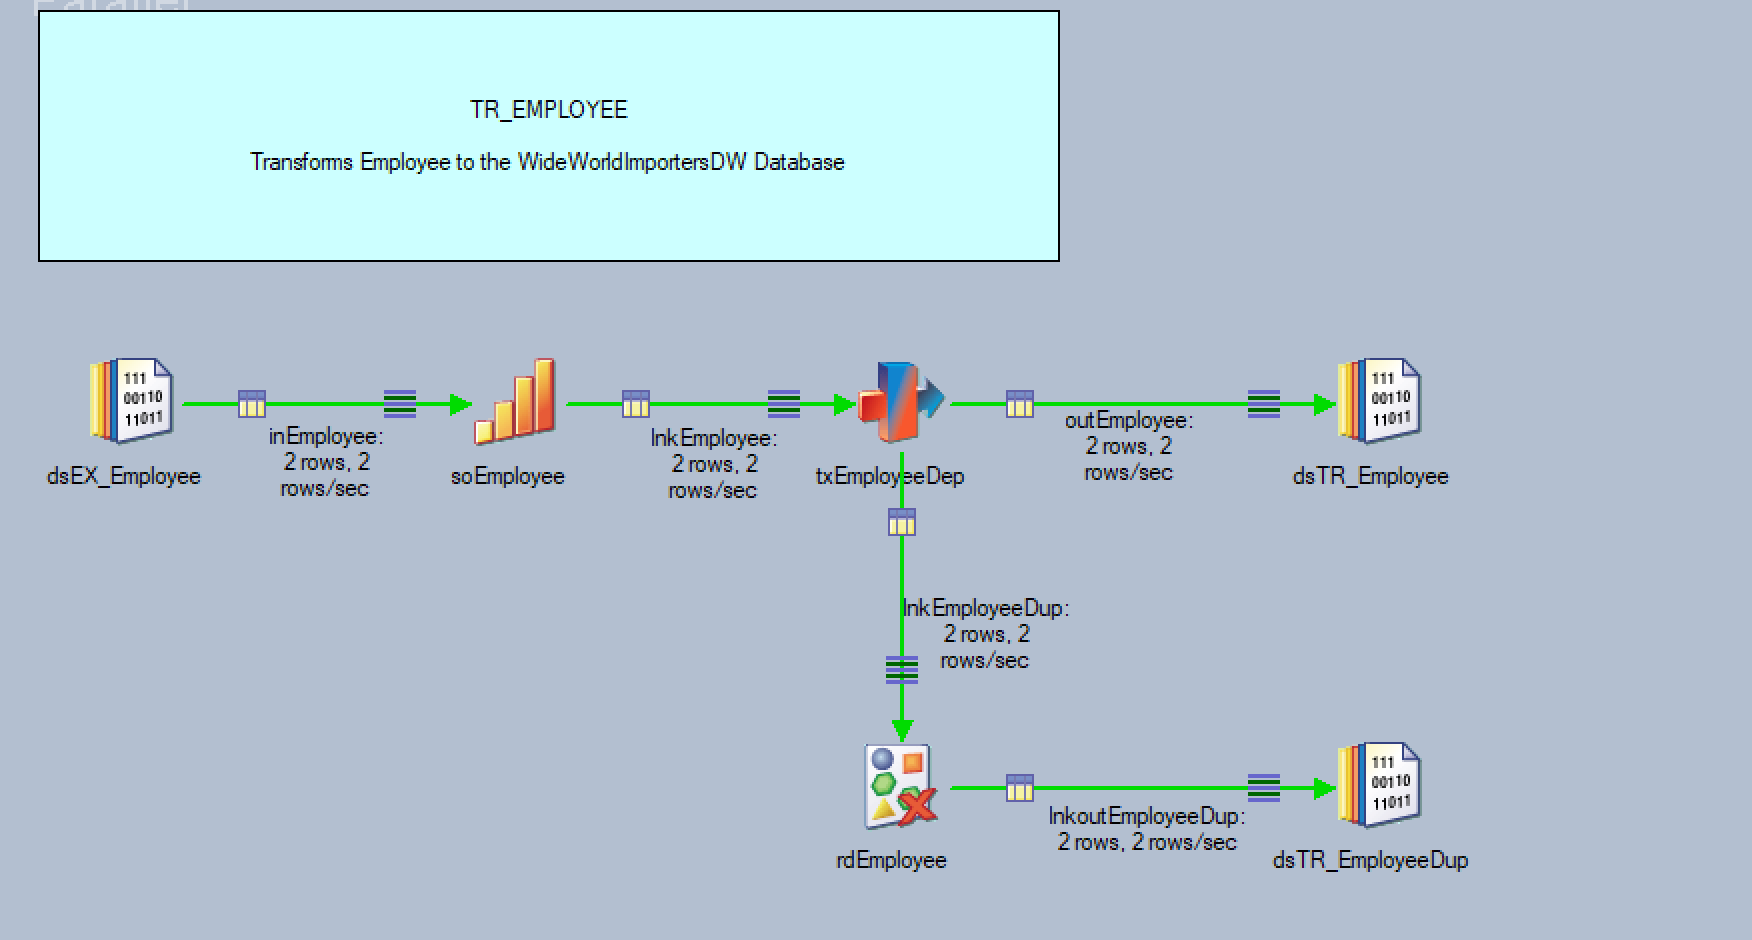 Parallel
TR_EMPLOYEE
Transforms Employee to the WideWorldImportersDW Database
111
00110
11011
dsEX_Employee
inEmployee:
2 rows, 2
rows/sec
soEmployee
lnkEmployee:
2 rows, 2
rows/sec
txEmployeeDep
outEmployee:
2 rows, 2
rows/sec
111
00110
11011
dsTR_Employee
lnkEmployeeDup:
2 rows, 2
rows/sec
rdEmployee
lnkoutEmployeeDup:
2 rows, 2 rows/sec
111
00110
11011
dsTR_EmployeeDup